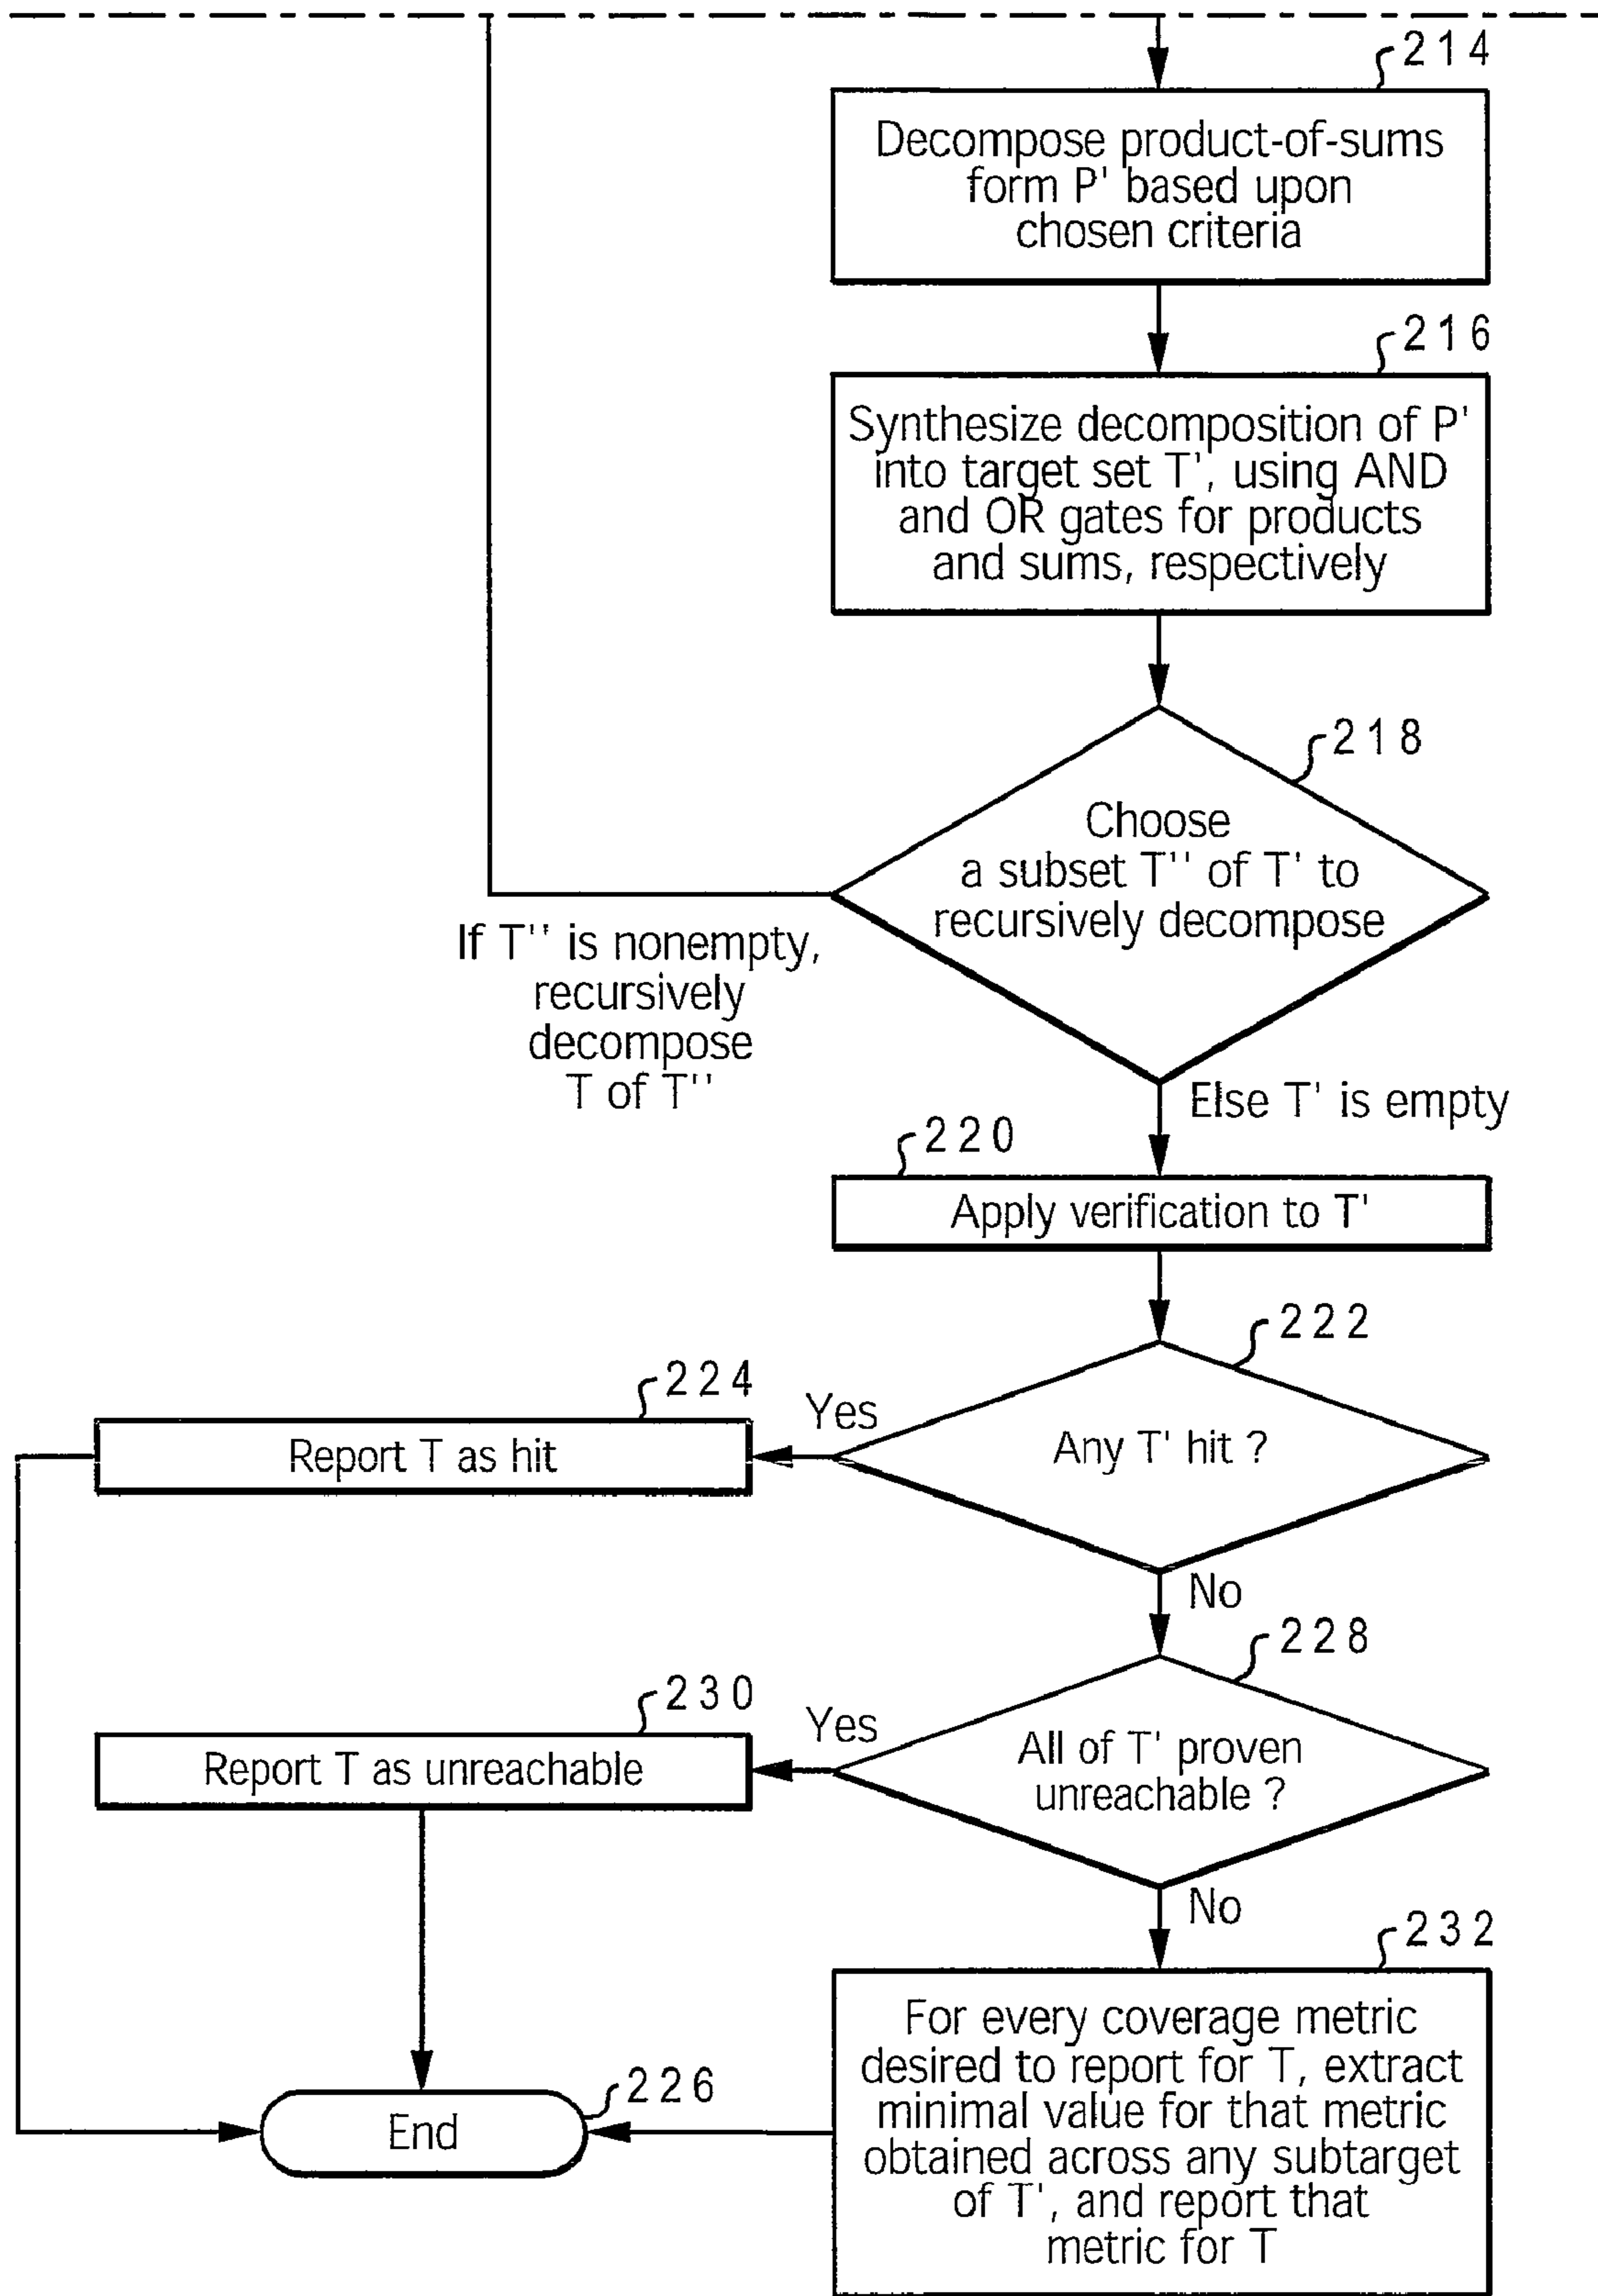 214
Decompose product-of-sums
form P' based upon
chosen criteria
216
Synthesize decomposition of P'
into target set T', using AND
and OR gates for products
and sums, respectively
218
Choose
a subset T'' of T' to
recursively decompose
If T'' is nonempty,
recursively
decompose
T of T''
Else T' is empty
220
Apply verification to T'
222
Any T' hit ?
Yes
224
Report T as hit
No
228
All of T' proven
unreachable ?
Yes
230
Report T as unreachable
No
232
For every coverage metric
desired to report for T, extract
minimal value for that metric
obtained across any subtarget
of T', and report that
metric for T
226
End